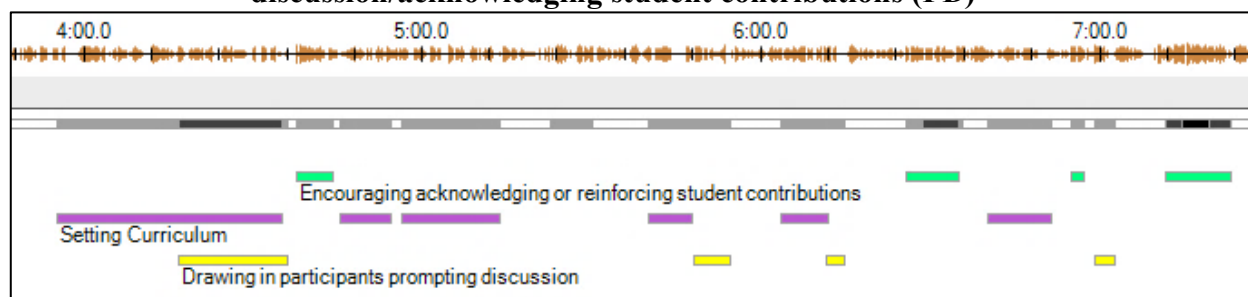 discussion/acknowledging student contributions (PD)
4:00.0 5:00.0 6:00.0 7:00.0
Encouraging acknowledging or reinforcing student contributions
Setting Curriculum
Drawing in participants prompting discussion